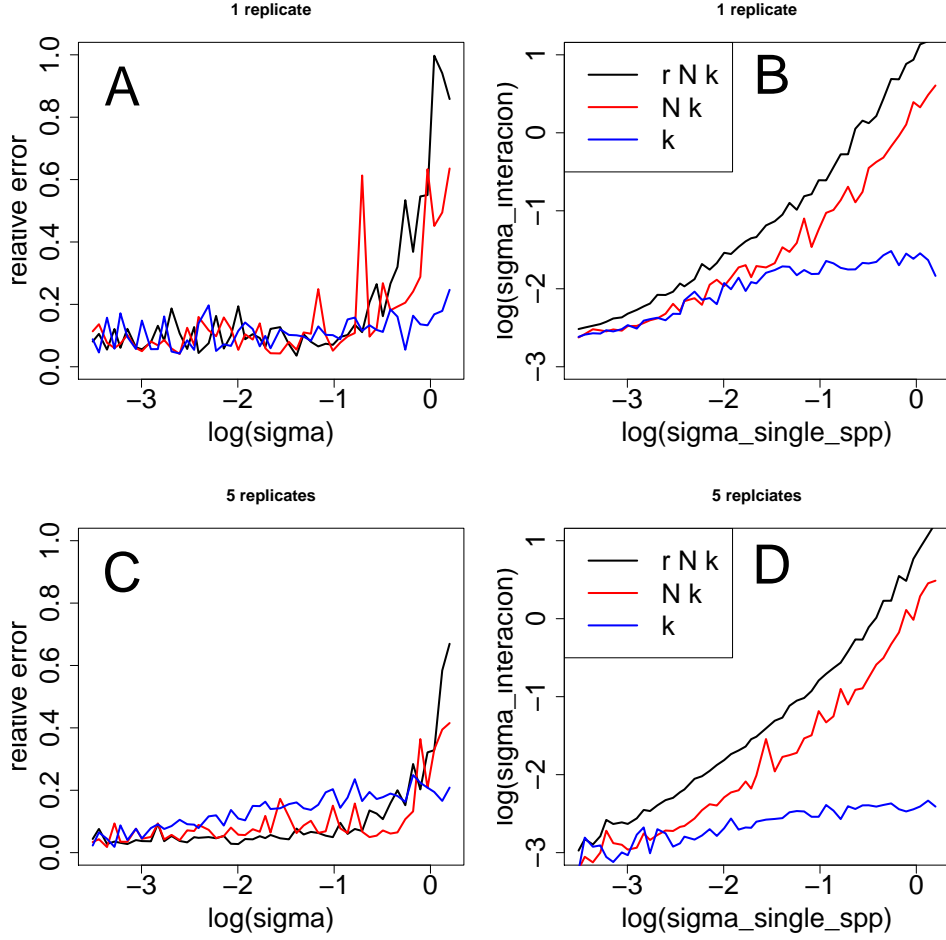 1 replicate
A
relative error
0.0 0.2 0.4 0.6 0.8 1.0
−3 −2 −1 0
log(sigma)
1 replicate
B
r N k
N k
k
log(sigma_interacion)
−3 −2 −1 0 1
−3 −2 −1 0
log(sigma_single_spp)
5 replicates
C
relative error
0.0 0.2 0.4 0.6 0.8 1.0
−3 −2 −1 0
log(sigma)
5 replciates
D
r N k
N k
k
log(sigma_interacion)
−3 −2 −1 0 1
−3 −2 −1 0
log(sigma_single_spp)